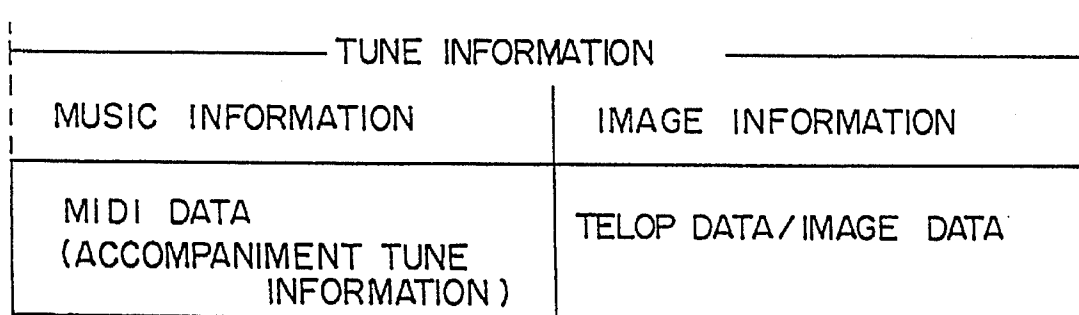 TUNE INFORMATION
MUSIC INFORMATION
IMAGE INFORMATION
MIDI DATA
(ACCOMPANIMENT TUNE
INFORMATION)
TELOP DATA/IMAGE DATA